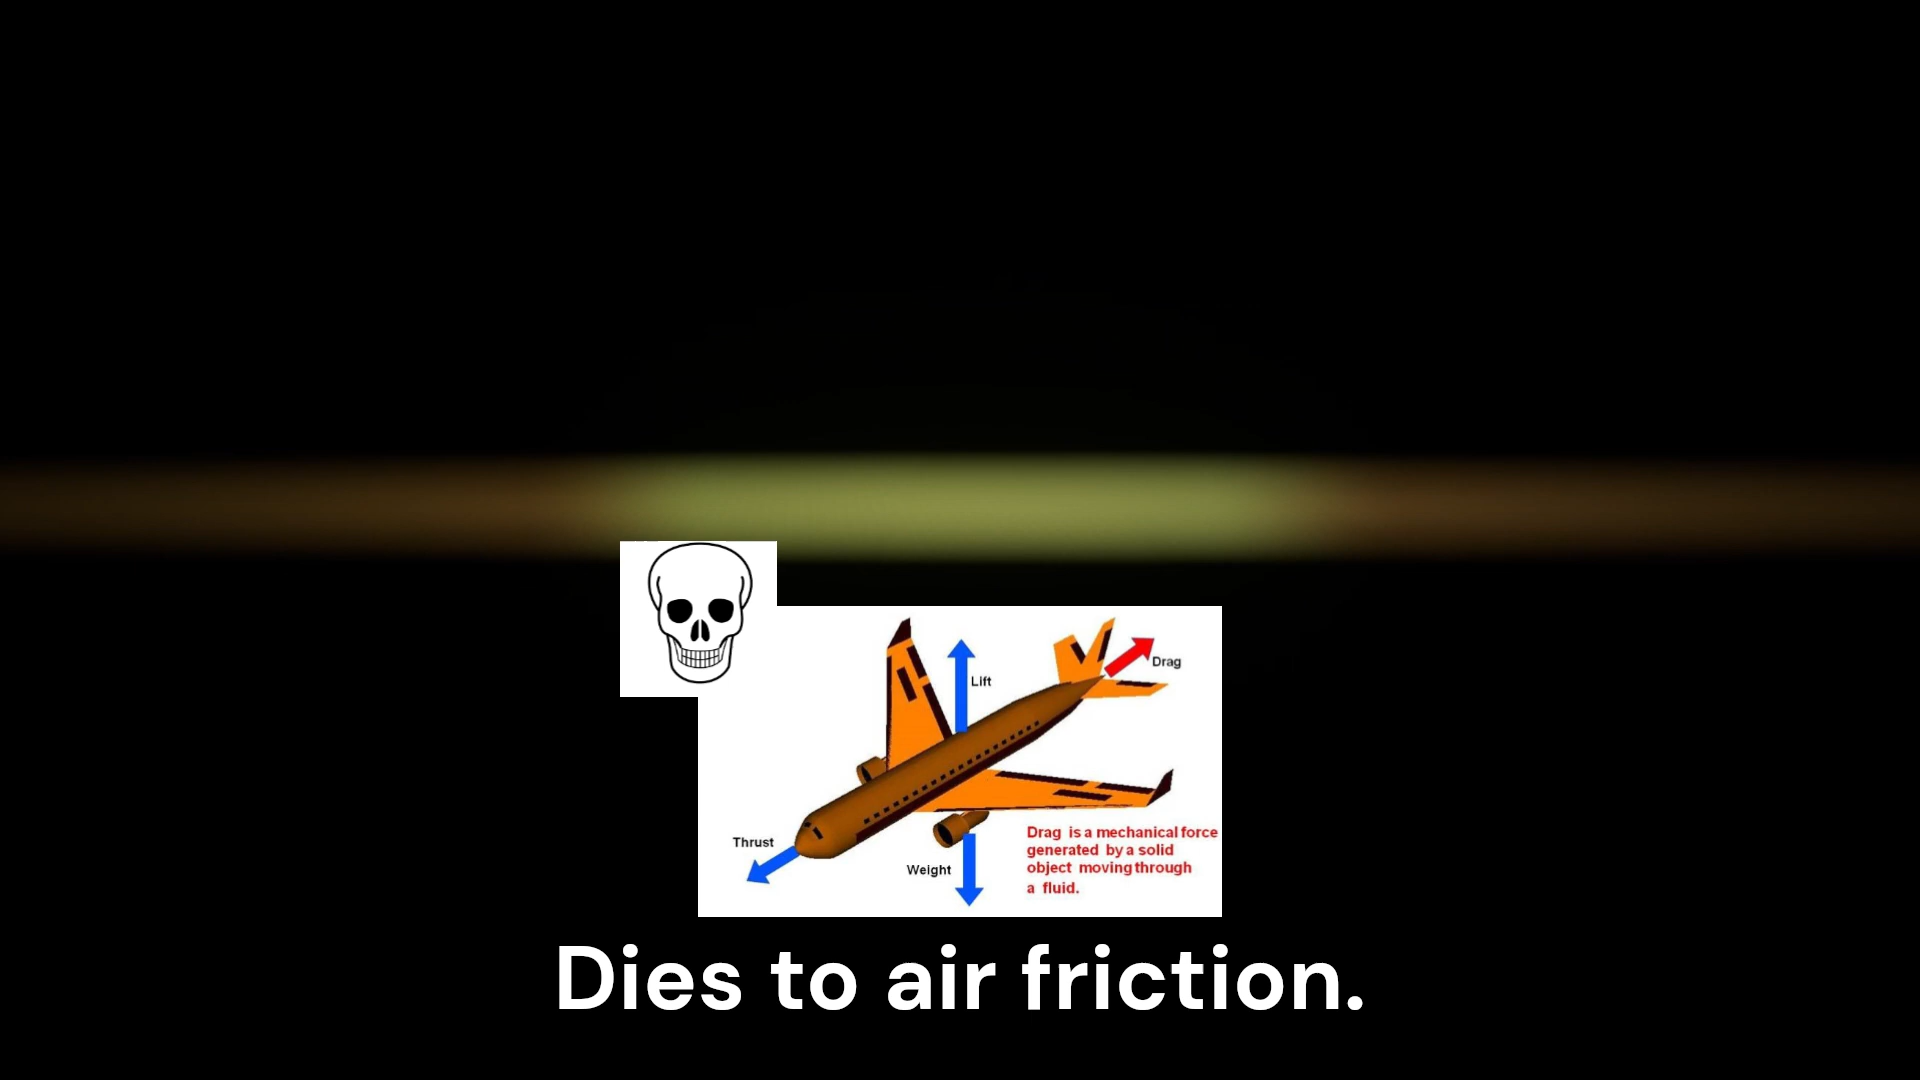 Drag
Lift
Thrust
Weight
Drag is a mechanical force
generated by a solid
object moving through
a fluid.
Dies to air friction.